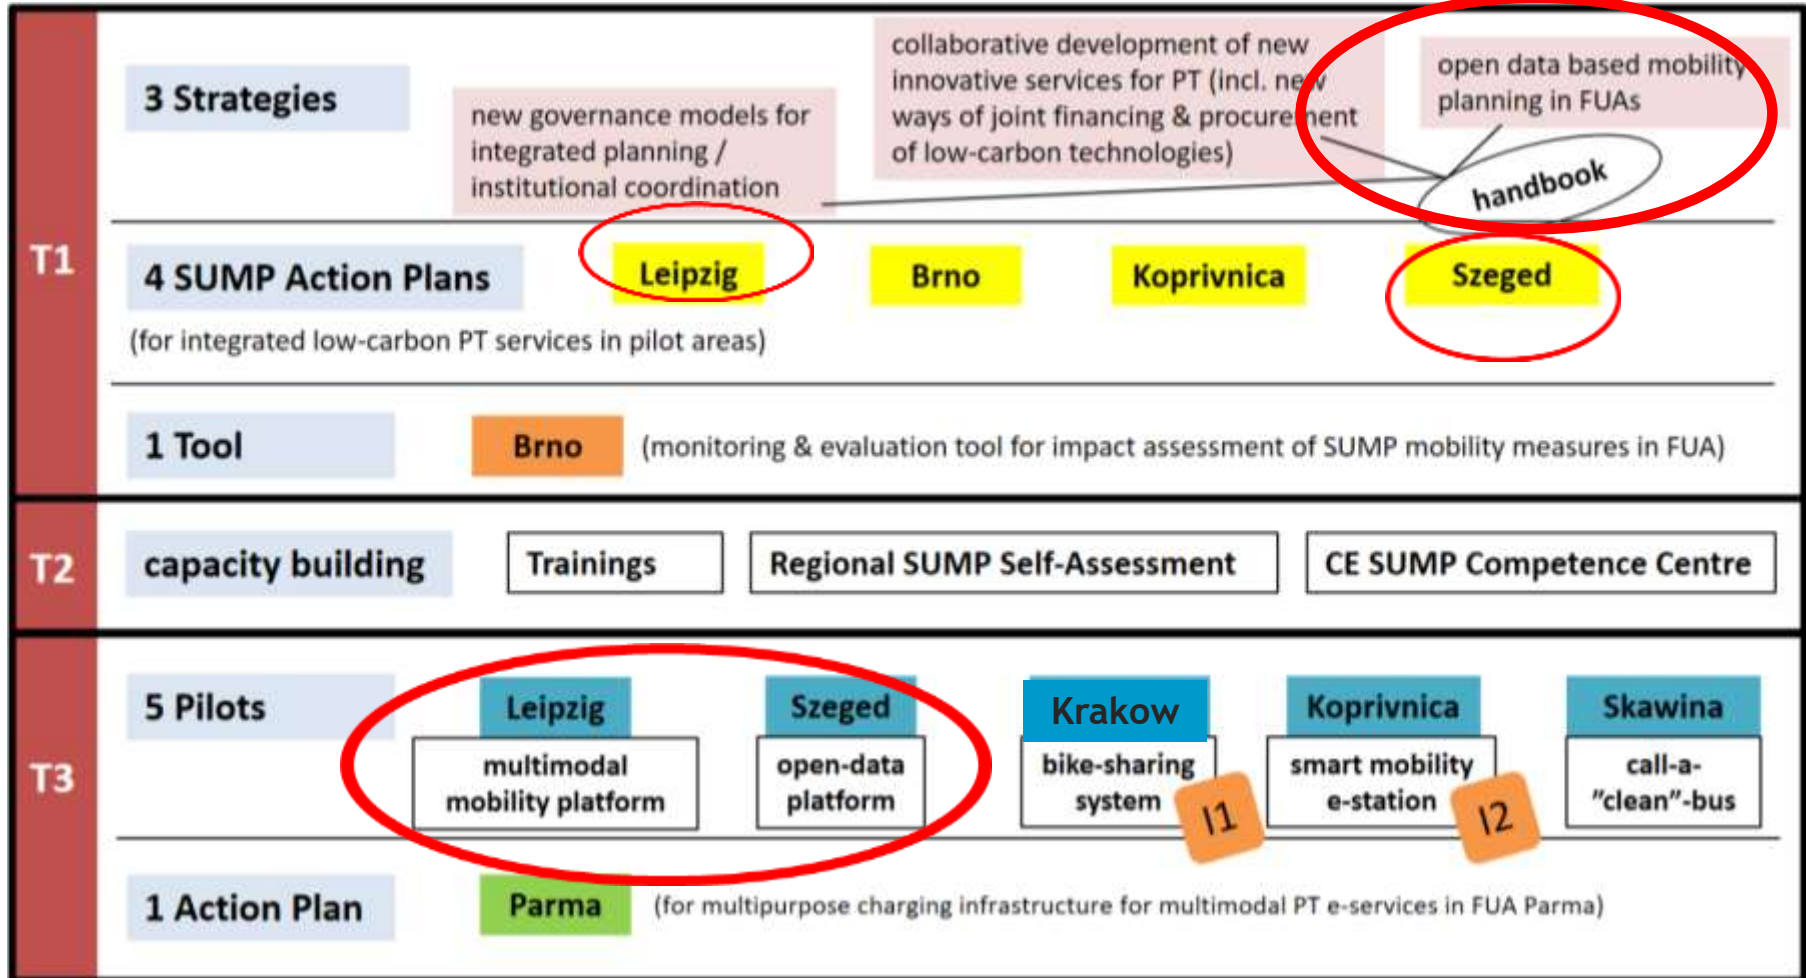 T1
3 Strategies
new governance models for
integrated planning /
institutional coordination
collaborative development of new
innovative services for PT (incl. new
ways of joint financing & procurement
of low-carbon technologies)
open data based mobility
planning in FUAs
handbook
4 SUMP Action Plans
Leipzig
Brno
Koprivnica
Szeged
(for integrated low-carbon PT services in pilot areas)
1 Tool
Brno
(monitoring & evaluation tool for impact assessment of SUMP mobility measures in FUA)
T2
capacity building
Trainings
Regional SUMP Self-Assessment
CE SUMP Competence Centre
T3
5 Pilots
Leipzig
multimodal
mobility platform
Szeged
open-data
platform
Krakow
bike-sharing
system
I1
Koprivnica
smart mobility
e-station
I2
Skawina
call-a-
"clean"-bus
1 Action Plan
Parma
(for multipurpose charging infrastructure for multimodal PT e-services in FUA Parma)